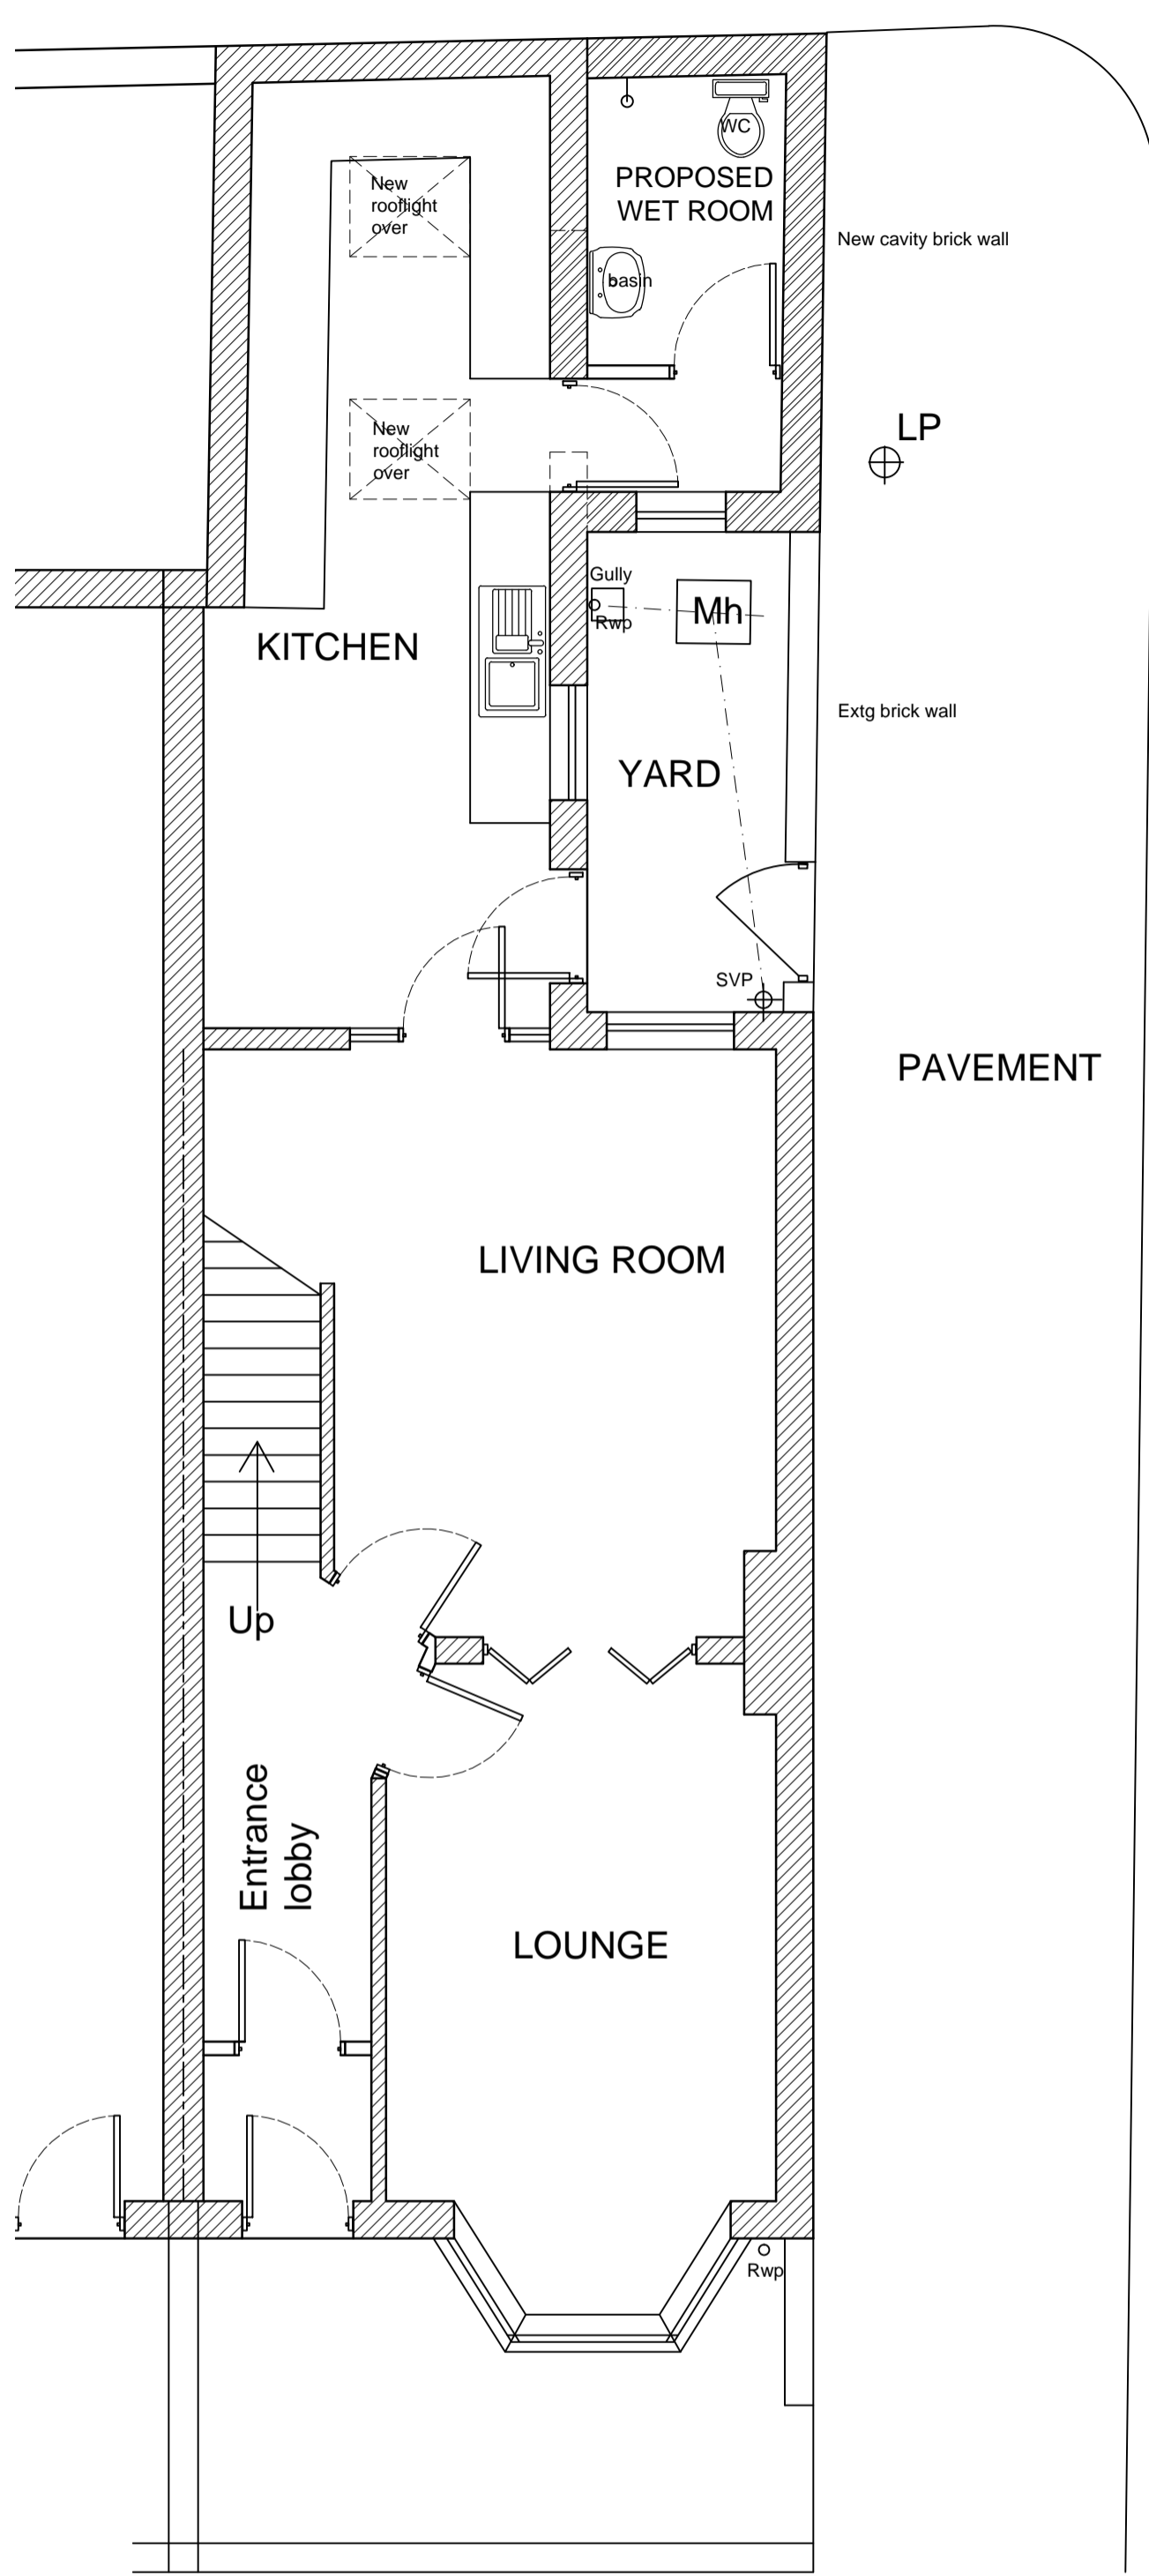 New
rooflight
over
WC
PROPOSED
WET ROOM
New cavity brick wall
basin
New
rooflight
over
LP
Gully
Mh
Rwp
KITCHEN
Extg brick wall
YARD
SVP
PAVEMENT
LIVING ROOM
Up
Entrance
lobby
LOUNGE
Rwp